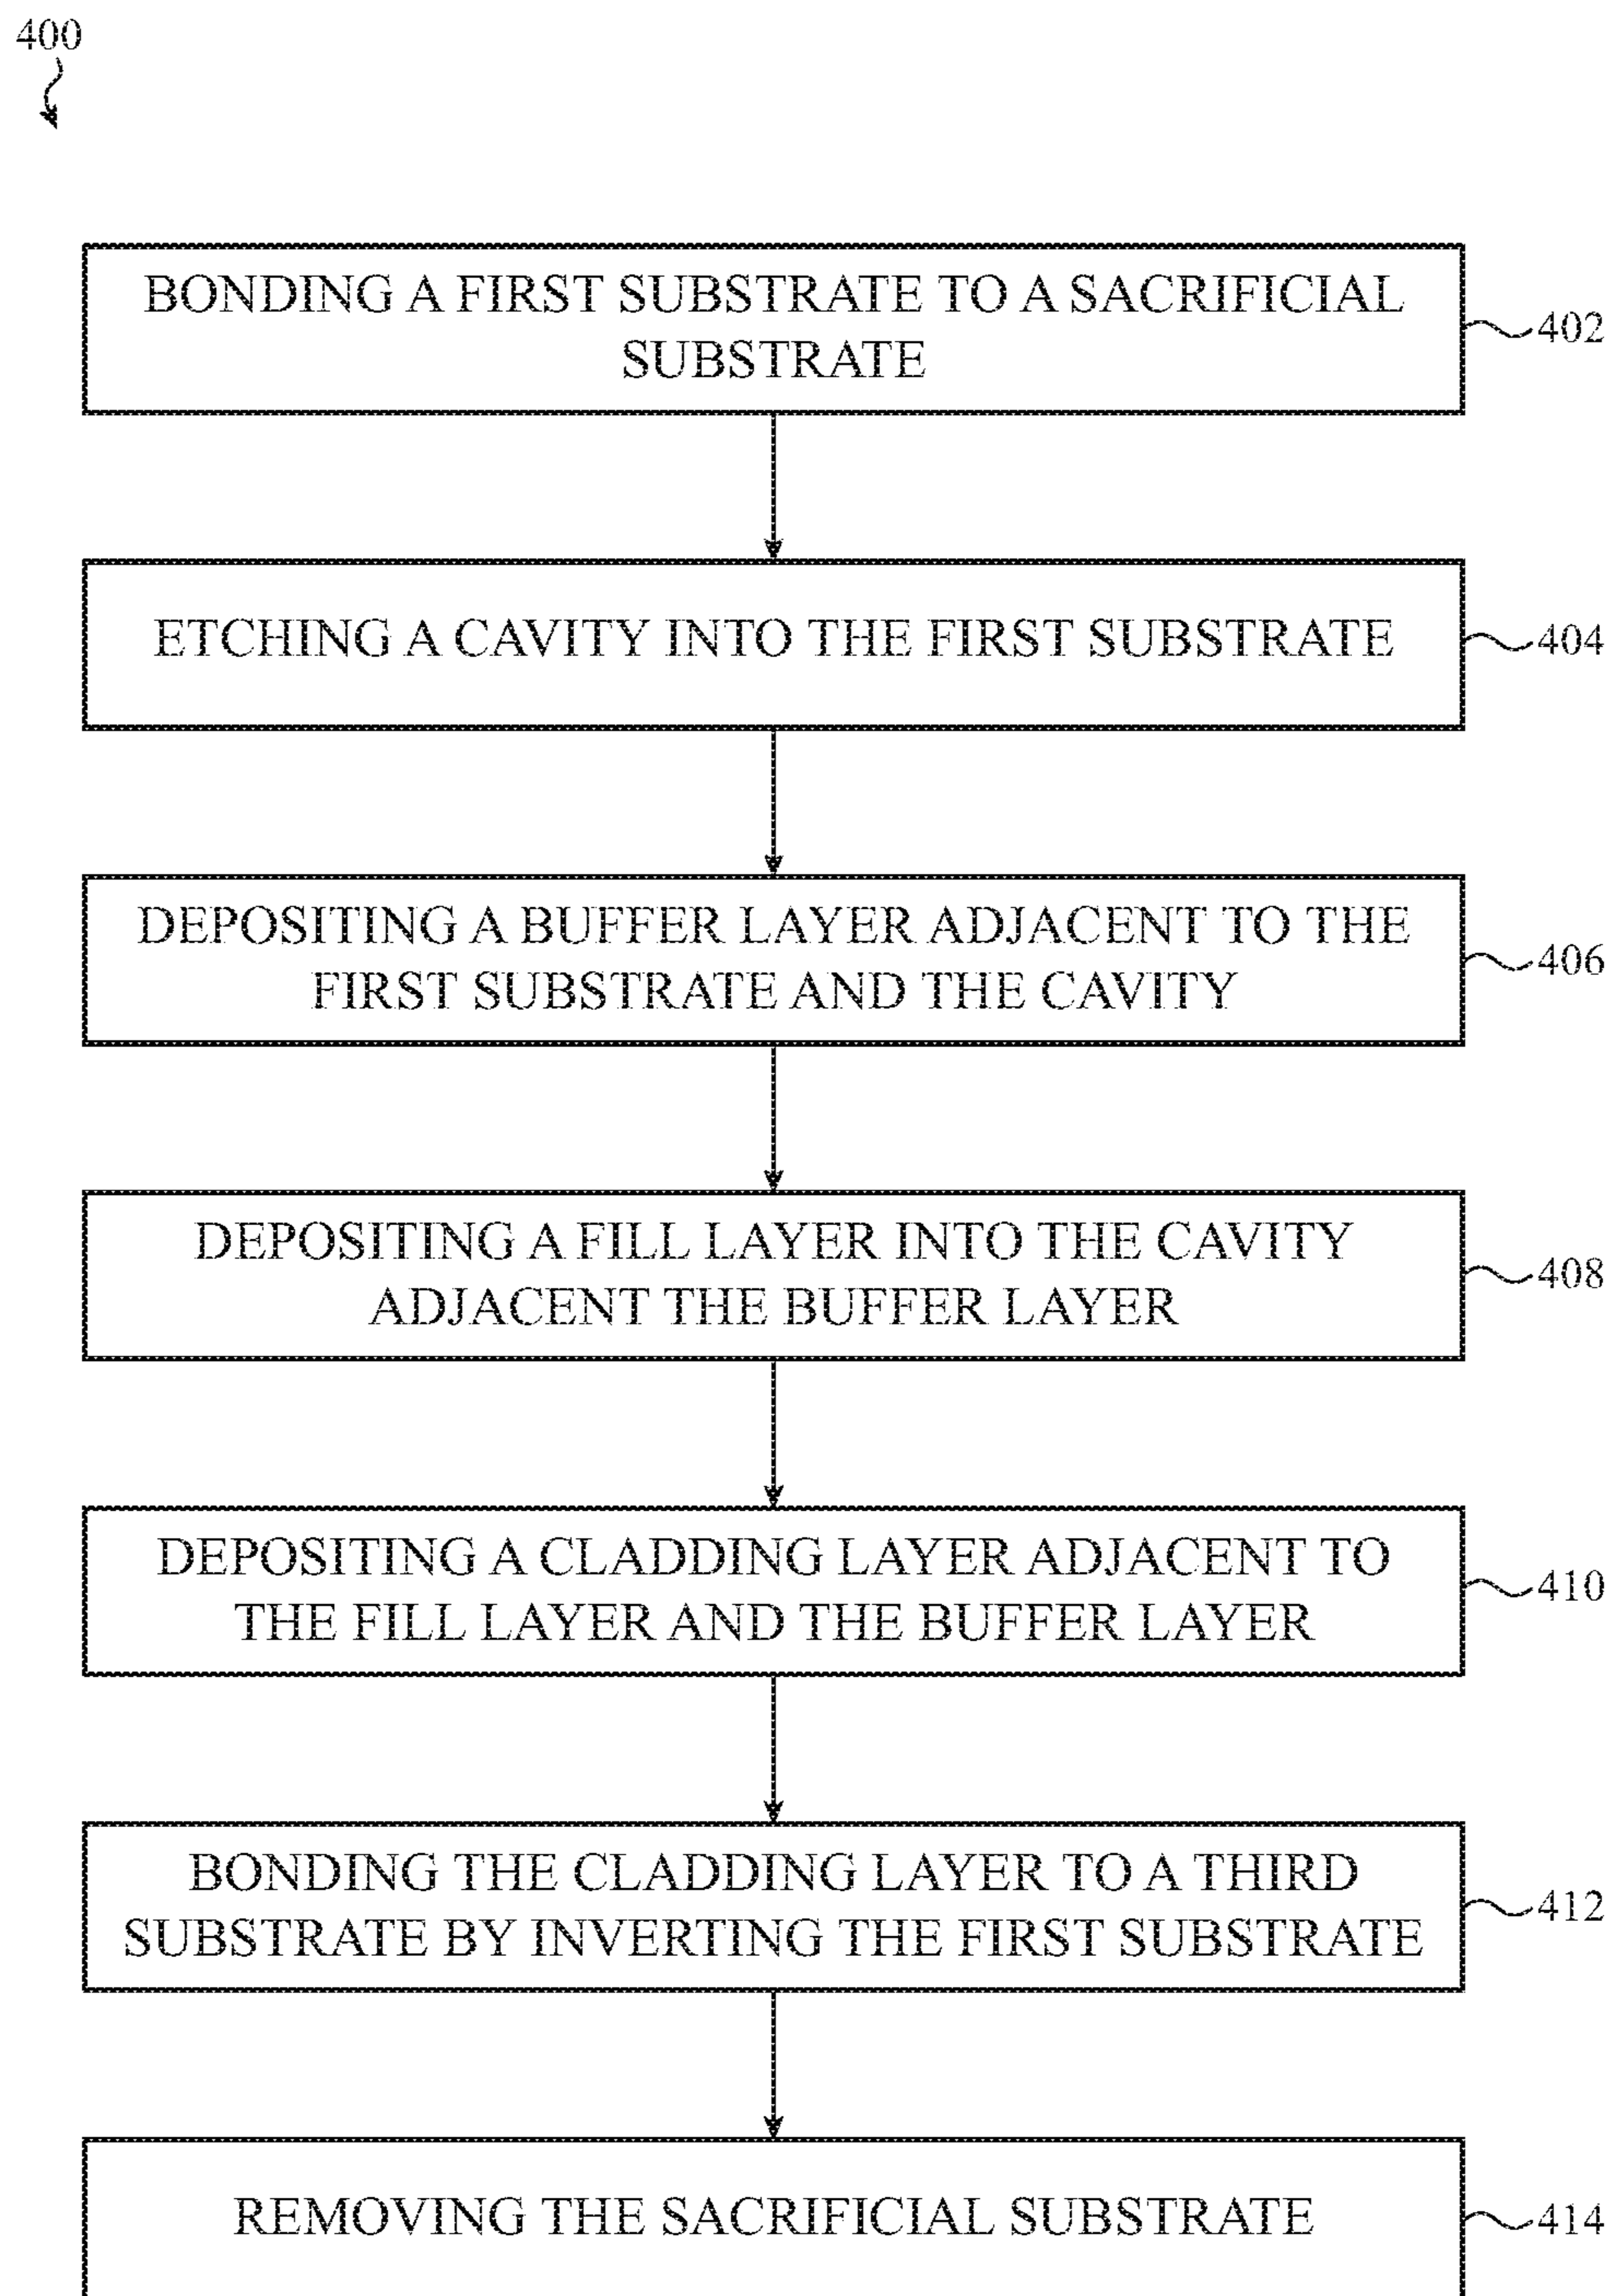 400
BONDING A FIRST SUBSTRATE TO A SACRIFICIAL
SUBSTRATE
402
ETCHING A CAVITY INTO THE FIRST SUBSTRATE
404
DEPOSITING A BUFFER LAYER ADJACENT TO THE
FIRST SUBSTRATE AND THE CAVITY
406
DEPOSITING A FILL LAYER INTO THE CAVITY
ADJACENT THE BUFFER LAYER
408
DEPOSITING A CLADDING LAYER ADJACENT TO
THE FILL LAYER AND THE BUFFER LAYER
410
BONDING THE CLADDING LAYER TO A THIRD
SUBSTRATE BY INVERTING THE FIRST SUBSTRATE
412
REMOVING THE SACRIFICIAL SUBSTRATE
414